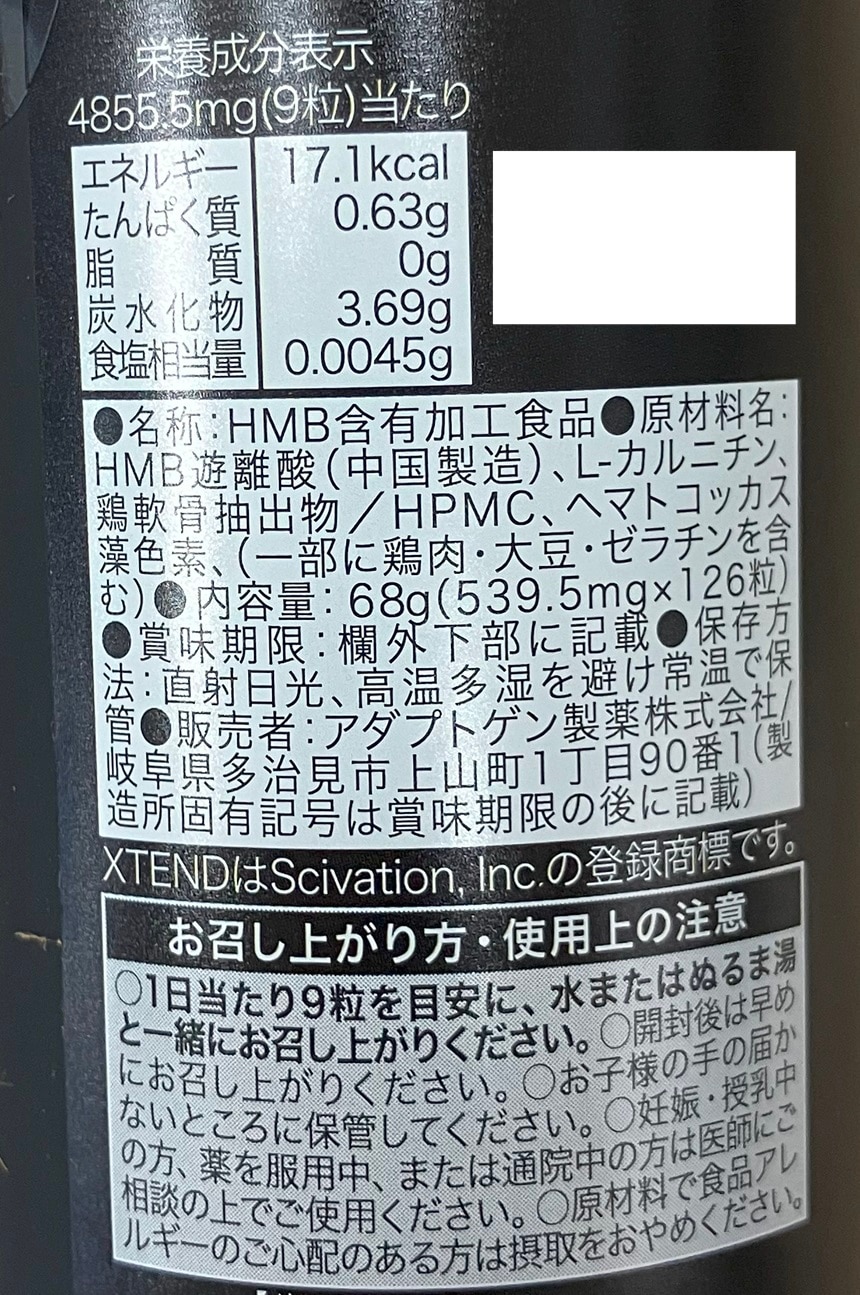 栄養成分表示
4855.5mg(9粒)当たり
エネルギー 17.1kcal
たんぱく質 0.63g
脂質 0g
炭水化物 3.69g
食塩相当量 0.0045g
●名称:HMB含有加工食品●原材料名:
HMB遊離酸(中国製造)、L-カルニチン、
鶏軟骨抽出物/HPMC、ヘマトコッカス
藻色素、(一部に鶏肉・大豆・ゼラチンを含
む)●内容量:68g(539.5mg×126粒)
●賞味期限:欄外下部に記載●保存方
法:直射日光、高温多湿を避け常温で保
管●販売者:アダプトゲン製薬株式会社/
岐阜県多治見市上山町1丁目90番1(製
造所固有記号は賞味期限の後に記載)
XTENDはScivation, Inc.の登録商標です。
お召し上がり方・使用上の注意
○1日当たり9粒を目安に、水またはぬるま湯
と一緒にお召し上がりください。○開封後は早め
にお召し上がりください。○お子様の手の届か
ないところに保管してください。○妊娠・授乳中
の方、薬を服用中、または通院中の方は医師にご
相談の上でご使用ください。○原材料で食品アレ
ルギーのご心配のある方は摂取をおやめください。